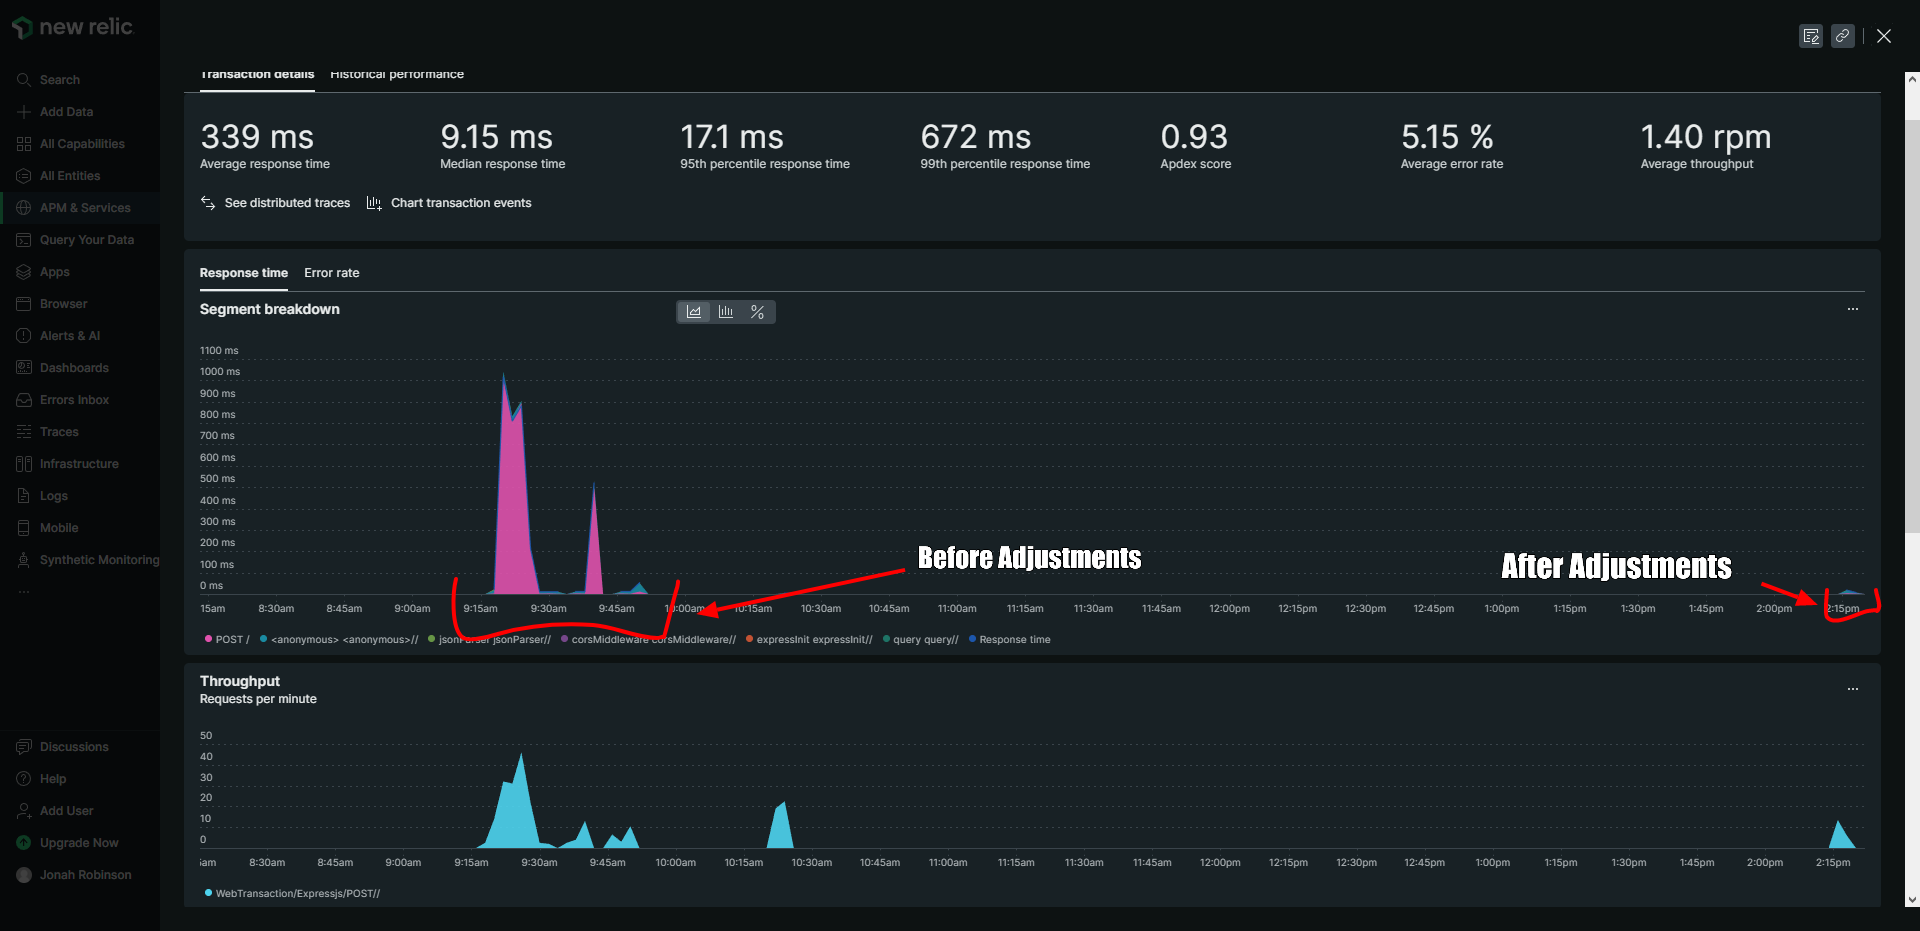 new relic
Search
Add Data
All Capabilities
All Entities
APM & Services
Query Your Data
Apps
Browser
Alerts & AI
Dashboards
Errors Inbox
Traces
Infrastructure
Logs
Mobile
Synthetic Monitoring
...
Discussions
Help
Add User
Upgrade Now
Jonah Robinson
Transaction details Historical performance
339 ms 9.15 ms 17.1 ms 672 ms 0.93 5.15 % 1.40 rpm
Average response time Median response time 95th percentile response time 99th percentile response time Apdex score Average error rate Average throughput
See distributed traces Chart transaction events
Response time Error rate
Segment breakdown %
...
1100 ms
1000 ms
900 ms
800 ms
700 ms
600 ms
500 ms
400 ms
300 ms
200 ms
100 ms
0 ms
Before Adjustments
After Adjustments
15am 8:30am 8:45am 9:00am 9:15am 9:30am 9:45am 10:00am 10:15am 10:30am 10:45am 11:00am 11:15am 11:30am 11:45am 12:00pm 12:15pm 12:30pm 12:45pm 1:00pm 1:15pm 1:30pm 1:45pm 2:00pm 2:15pm
POST / <anonymous> <anonymous>// jsonParser jsonParser// corsMiddleware corsMiddleware// expressInit expressInit// query query// Response time
Throughput
Requests per minute
...
50
40
30
20
10
0
am 8:30am 8:45am 9:00am 9:15am 9:30am 9:45am 10:00am 10:15am 10:30am 10:45am 11:00am 11:15am 11:30am 11:45am 12:00pm 12:15pm 12:30pm 12:45pm 1:00pm 1:15pm 1:30pm 1:45pm 2:00pm 2:15pm
WebTransaction/Expressjs/POST//